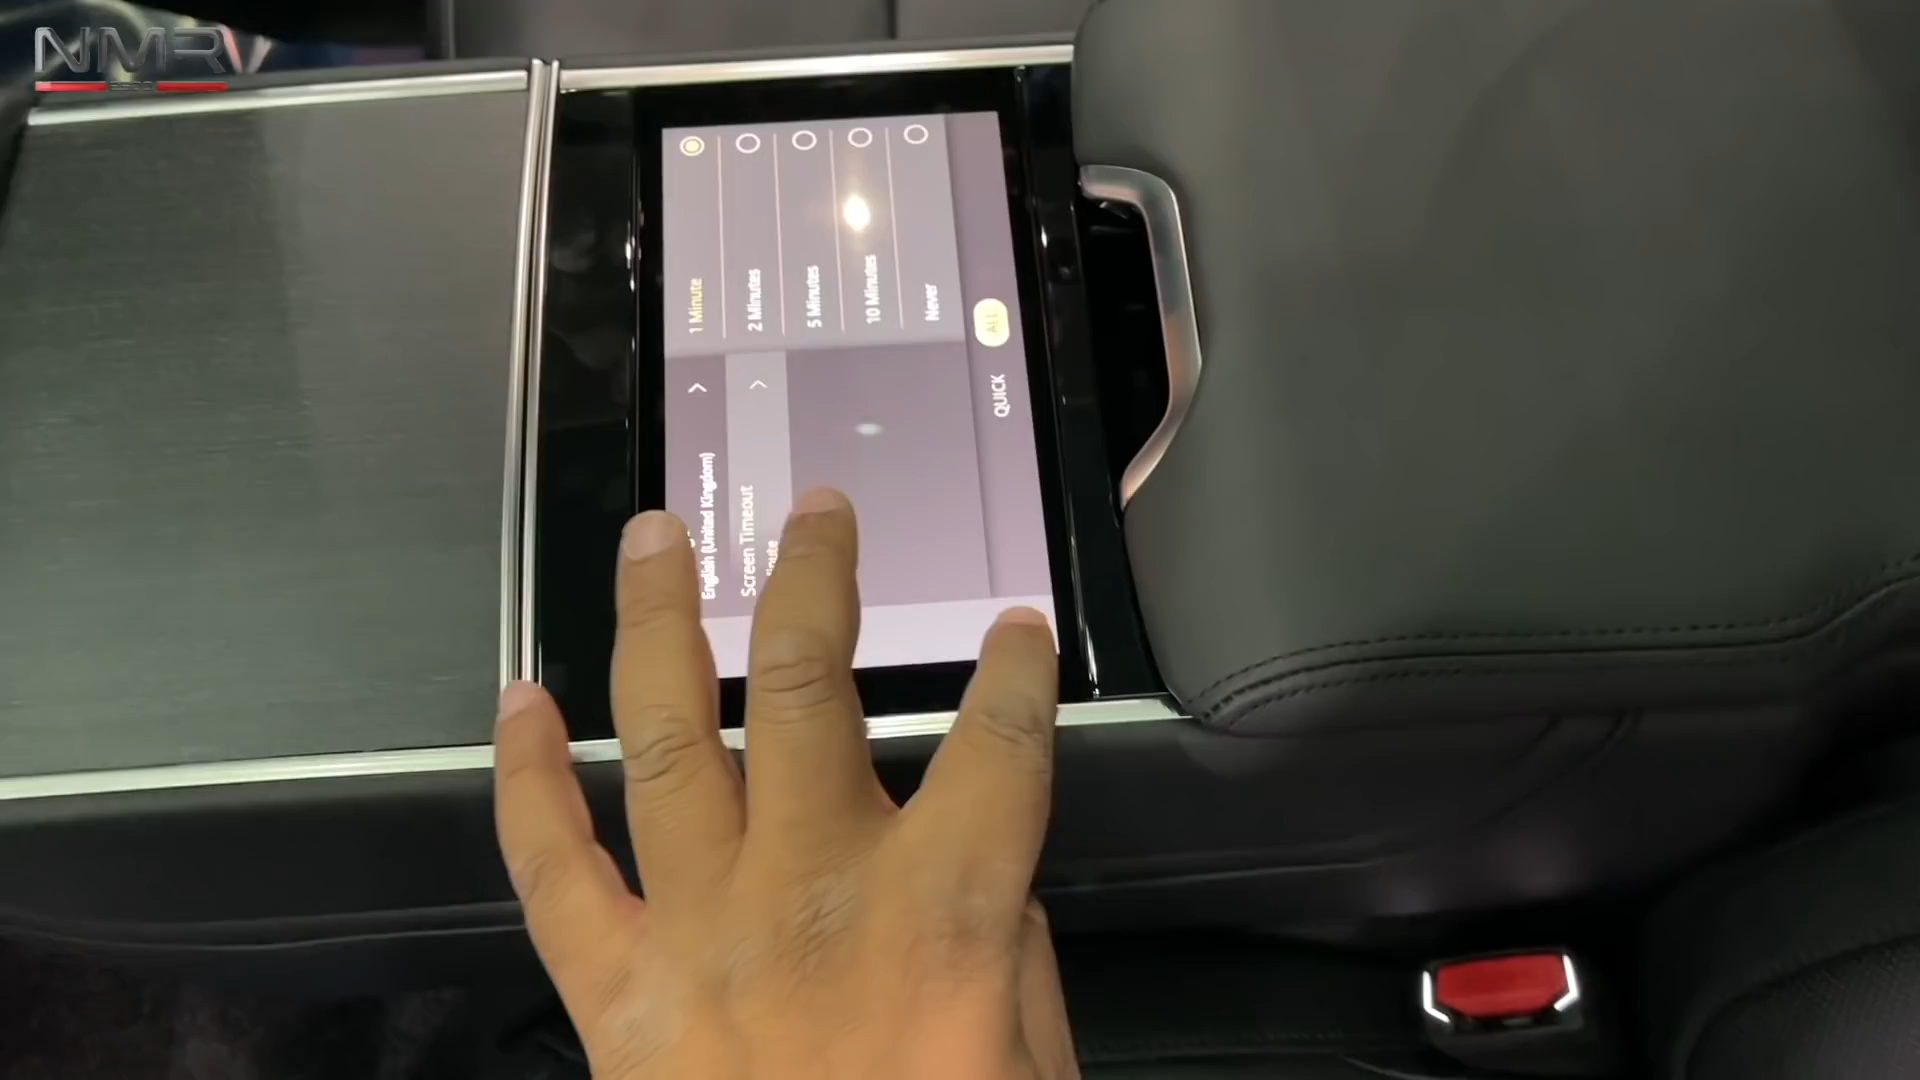 NMR
English (United Kingdom)
Screen Timeout
1 Minute
2 Minutes
5 Minutes
10 Minutes
Never
QUICK
ALL